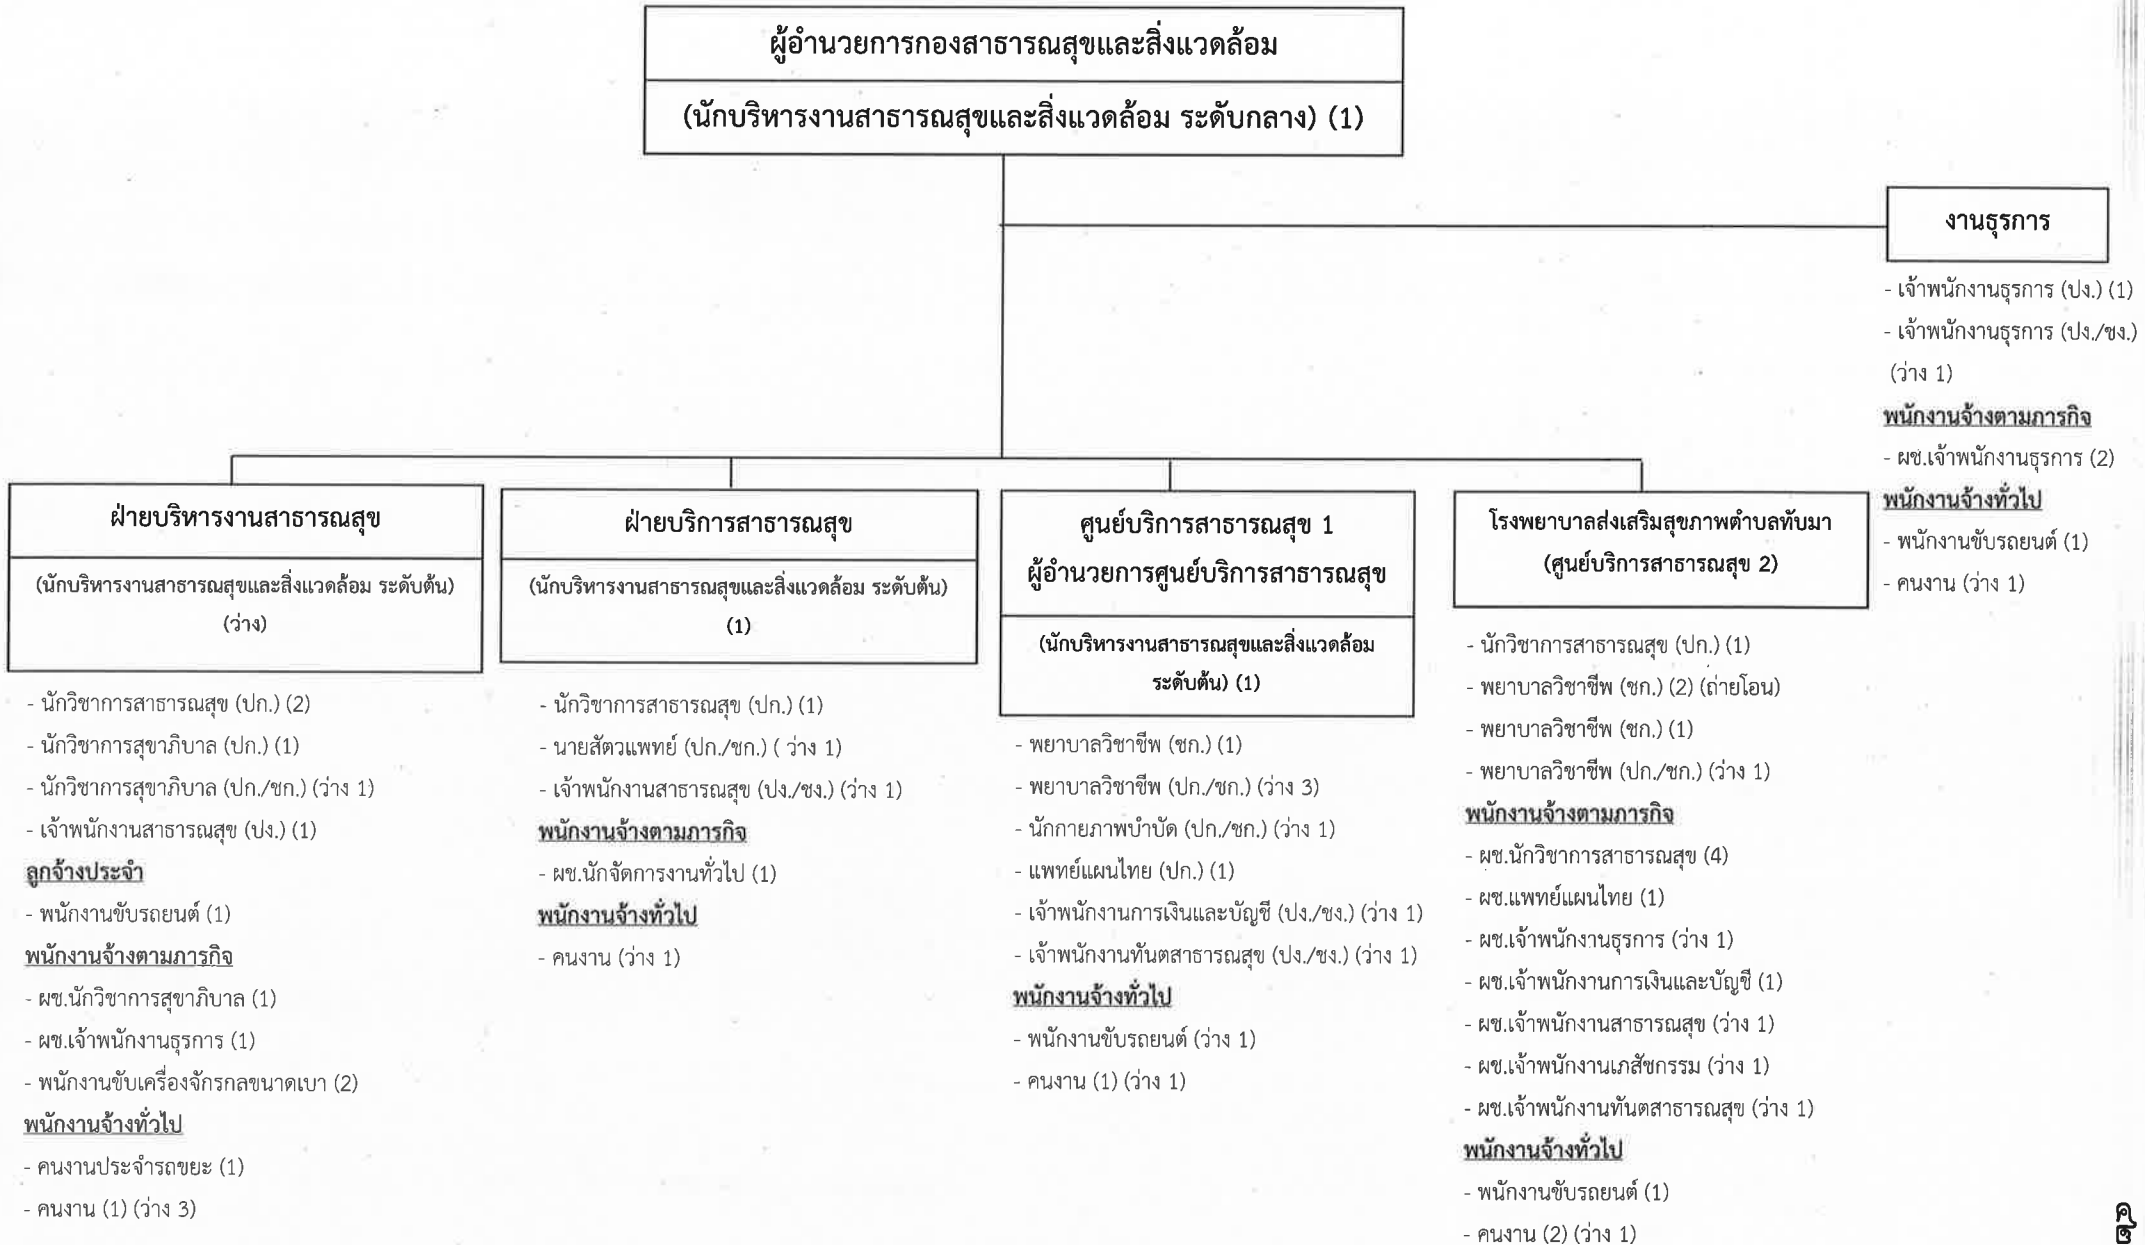 ผู้อำนวยการกองสาธารณสุขและสิ่งแวดล้อม
(นักบริหารงานสาธารณสุขและสิ่งแวดล้อม ระดับกลาง) (1)
งานธุรการ
- เจ้าพนักงานธุรการ (ปง.) (1)
- เจ้าพนักงานธุรการ (ปง./ชง.)
(ว่าง 1)
พนักงานจ้างตามภารกิจ
- ผช.เจ้าพนักงานธุรการ (2)
พนักงานจ้างทั่วไป
- พนักงานขับรถยนต์ (1)
- คนงาน (ว่าง 1)
ฝ่ายบริหารงานสาธารณสุข
(นักบริหารงานสาธารณสุขและสิ่งแวดล้อม ระดับต้น)
(ว่าง)
- นักวิชาการสาธารณสุข (ปก.) (2)
- นักวิชาการสุขาภิบาล (ปก.) (1)
- นักวิชาการสุขาภิบาล (ปก./ชก.) (ว่าง 1)
- เจ้าพนักงานสาธารณสุข (ปง.) (1)
ลูกจ้างประจำ
- พนักงานขับรถยนต์ (1)
พนักงานจ้างตามภารกิจ
- ผช.นักวิชาการสุขาภิบาล (1)
- ผช.เจ้าพนักงานธุรการ (1)
- พนักงานขับเครื่องจักรกลขนาดเบา (2)
พนักงานจ้างทั่วไป
- คนงานประจำรถขยะ (1)
- คนงาน (1) (ว่าง 3)
ฝ่ายบริการสาธารณสุข
(นักบริหารงานสาธารณสุขและสิ่งแวดล้อม ระดับต้น)
(1)
- นักวิชาการสาธารณสุข (ปก.) (1)
- นายสัตวแพทย์ (ปก./ชก.) ( ว่าง 1)
- เจ้าพนักงานสาธารณสุข (ปง./ชง.) (ว่าง 1)
พนักงานจ้างตามภารกิจ
- ผช.นักจัดการงานทั่วไป (1)
พนักงานจ้างทั่วไป
- คนงาน (ว่าง 1)
ศูนย์บริการสาธารณสุข 1
ผู้อำนวยการศูนย์บริการสาธารณสุข
(นักบริหารงานสาธารณสุขและสิ่งแวดล้อม
ระดับต้น) (1)
- พยาบาลวิชาชีพ (ชก.) (1)
- พยาบาลวิชาชีพ (ปก./ชก.) (ว่าง 3)
- นักกายภาพบำบัด (ปก./ชก.) (ว่าง 1)
- แพทย์แผนไทย (ปก.) (1)
- เจ้าพนักงานการเงินและบัญชี (ปง./ชง.) (ว่าง 1)
- เจ้าพนักงานทันตสาธารณสุข (ปง./ชง.) (ว่าง 1)
พนักงานจ้างทั่วไป
- พนักงานขับรถยนต์ (ว่าง 1)
- คนงาน (1) (ว่าง 1)
โรงพยาบาลส่งเสริมสุขภาพตำบลทับมา
(ศูนย์บริการสาธารณสุข 2)
- นักวิชาการสาธารณสุข (ปก.) (1)
- พยาบาลวิชาชีพ (ชก.) (2) (ถ่ายโอน)
- พยาบาลวิชาชีพ (ชก.) (1)
- พยาบาลวิชาชีพ (ปก./ชก.) (ว่าง 1)
พนักงานจ้างตามภารกิจ
- ผช.นักวิชาการสาธารณสุข (4)
- ผช.แพทย์แผนไทย (1)
- ผช.เจ้าพนักงานธุรการ (ว่าง 1)
- ผช.เจ้าพนักงานการเงินและบัญชี (1)
- ผช.เจ้าพนักงานสาธารณสุข (ว่าง 1)
- ผช.เจ้าพนักงานเภสัชกรรม (ว่าง 1)
- ผช.เจ้าพนักงานทันตสาธารณสุข (ว่าง 1)
พนักงานจ้างทั่วไป
- พนักงานขับรถยนต์ (1)
- คนงาน (2) (ว่าง 1)